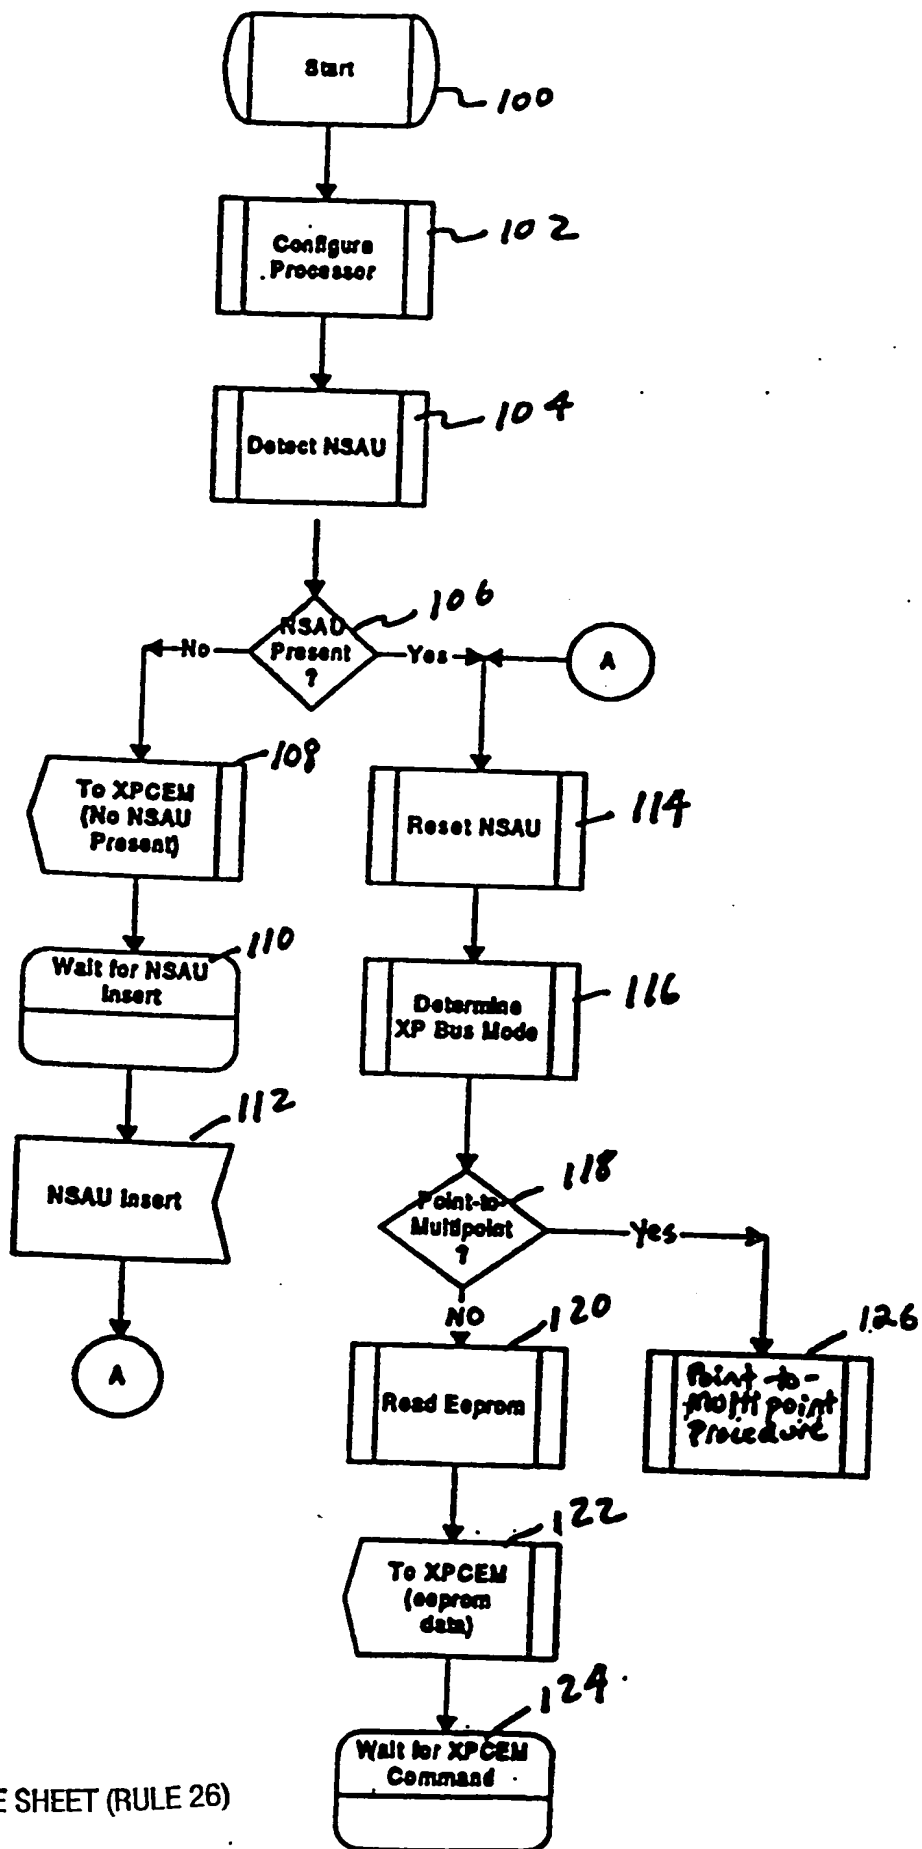 Start
100
Configure
Processor
102
Detect NSAU
104
NSAU
Present
?
106
No
Yes
A
To XPCEM
(No NSAU
Present)
108
Reset NSAU
114
Wait for NSAU
Insert
110
Determine
XP Bus Mode
116
NSAU Insert
112
Point-to-
Multipoint
?
118
Yes
NO
A
Read Eeprom
120
Point-to-
Multipoint
Procedure
126
To XPCEM
(eeprom
data)
122
Wait for XPCEM
Command
124
E SHEET (RULE 26)